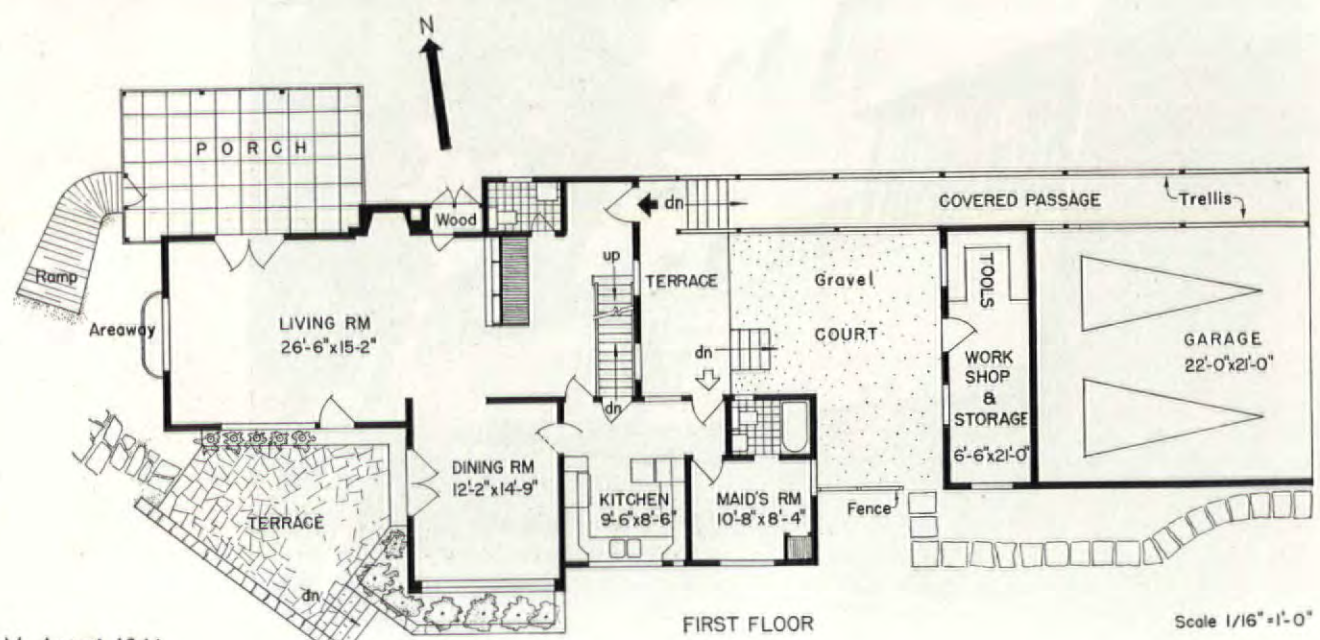 N
PORCH
Wood
dn
COVERED PASSAGE
Trellis
Ramp
up
TERRACE
Gravel
COURT
TOOLS
Areaway
LIVING RM
26'-6"x15'-2"
GARAGE
22'-0"x21'-0"
dn
WORK
SHOP
&
STORAGE
6'-6"x21'-0"
dn
DINING RM
12'-2"x14'-9"
KITCHEN
9'-6"x8'-6"
MAID'S RM
10'-8"x8'-4"
Fence
TERRACE
dn
FIRST FLOOR
Scale 1/16"=1'-0"